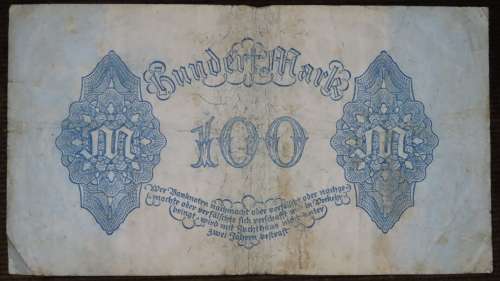 Hundert Mark
M 100 M
Wer Banknoten nachmacht oder verfälscht oder nachge-
machte oder verfälschte sich verschafft und in Verkehr
bringt, wird mit Zuchthaus nicht unter
zwei Jahren bestraft